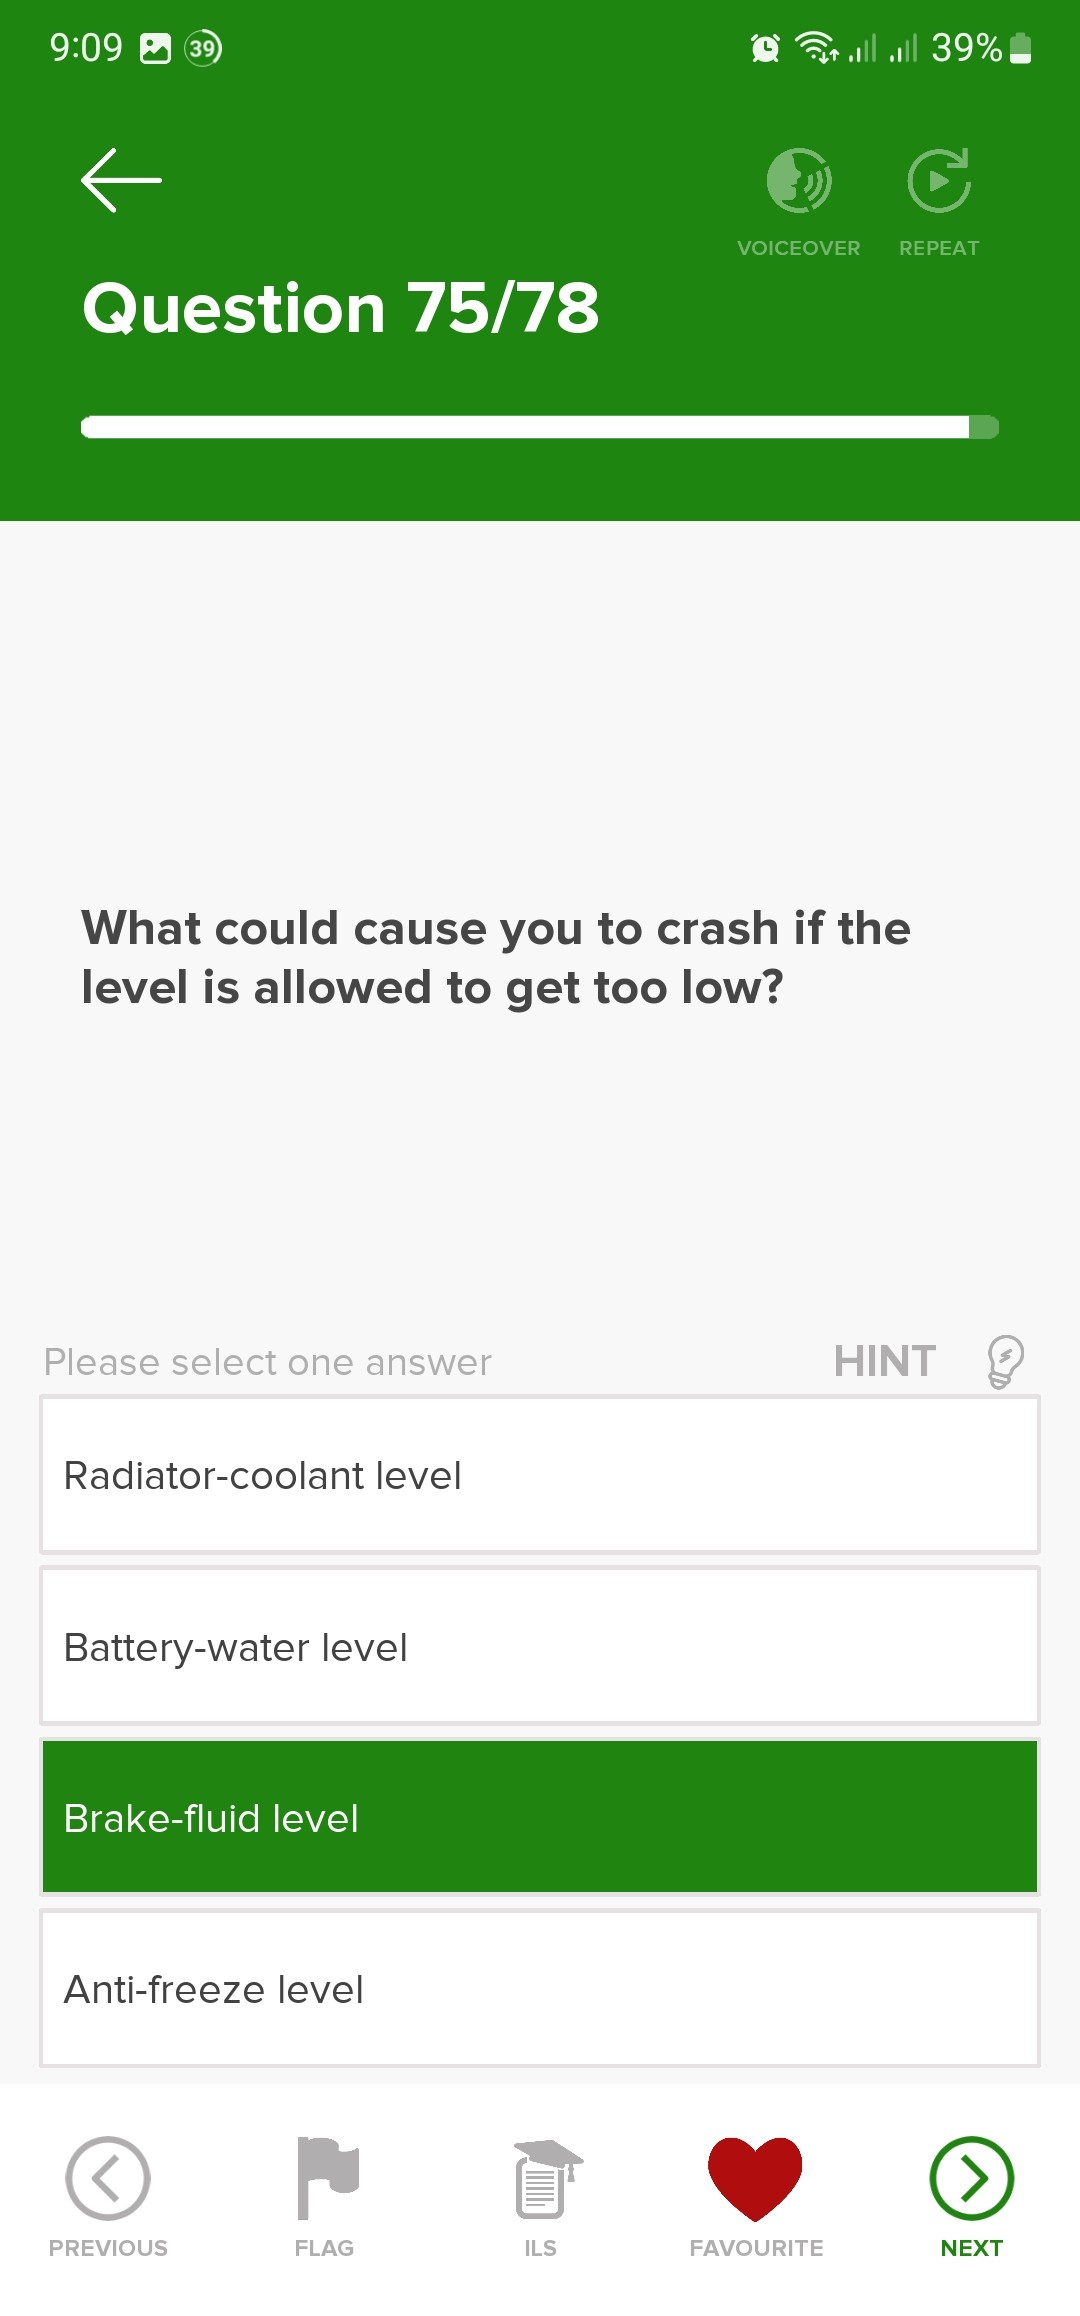 9:09
39
39%
VOICEOVER
REPEAT
Question 75/78
What could cause you to crash if the
level is allowed to get too low?
Please select one answer
HINT
Radiator-coolant level
Battery-water level
Brake-fluid level
Anti-freeze level
PREVIOUS
FLAG
ILS
FAVOURITE
NEXT